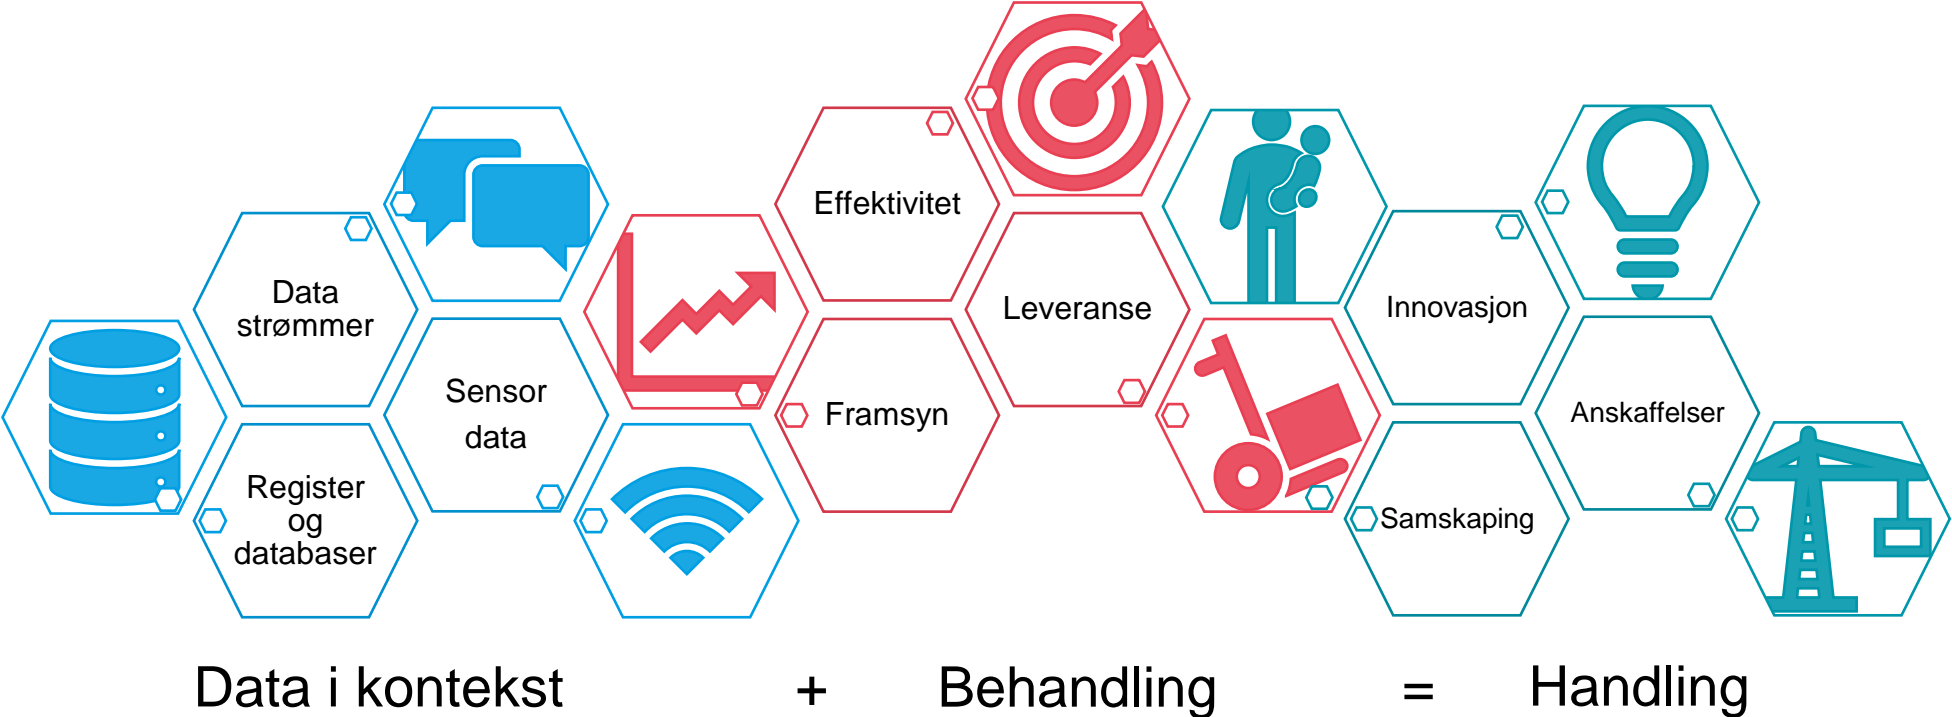 Data
strømmer
Register
og
databaser
Sensor
data
Effektivitet
Framsyn
Leveranse
Innovasjon
Samskaping
Anskaffelser
Data i kontekst + Behandling = Handling